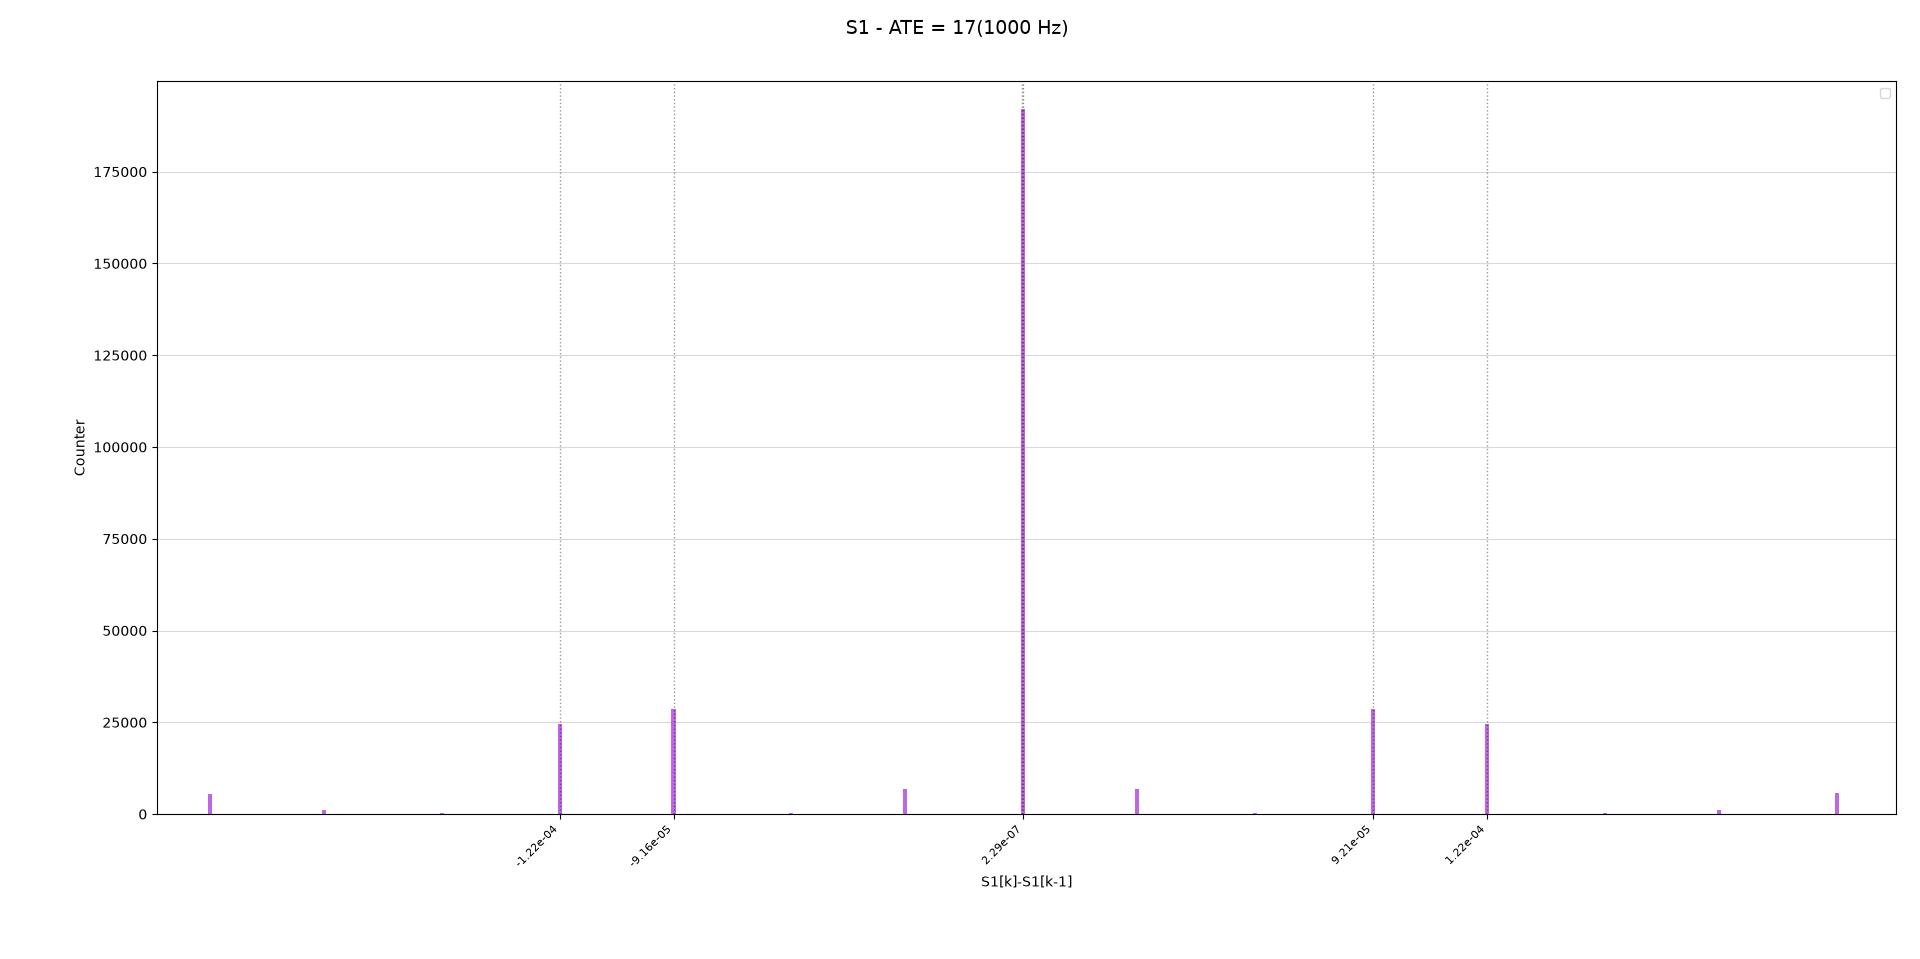 S1 - ATE = 17(1000 Hz)
175000
150000
125000
100000
75000
50000
25000
0
Counter
-1.22e-04
-9.16e-05
2.29e-07
9.21e-05
1.22e-04
S1[k]-S1[k-1]